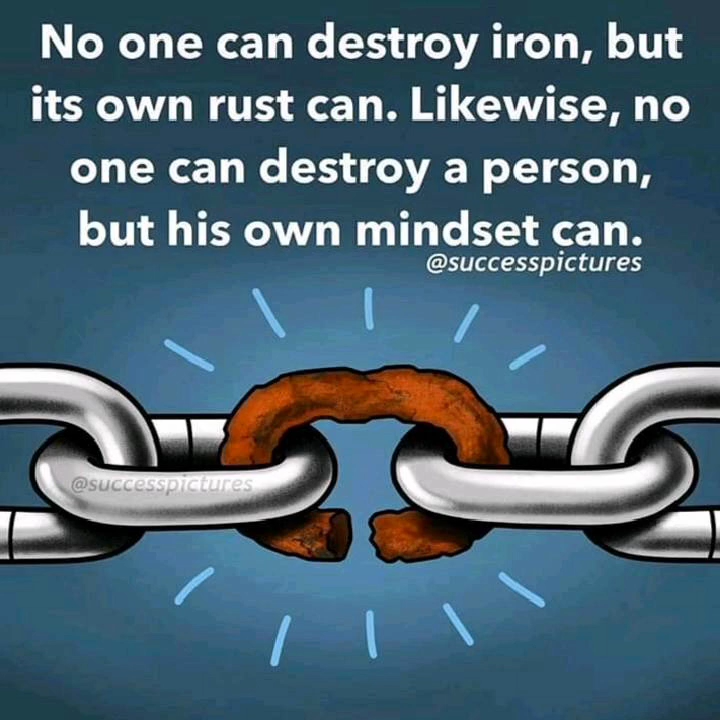 No one can destroy iron, but
its own rust can. Likewise, no
one can destroy a person,
but his own mindset can.
@successpictures
@successpictures